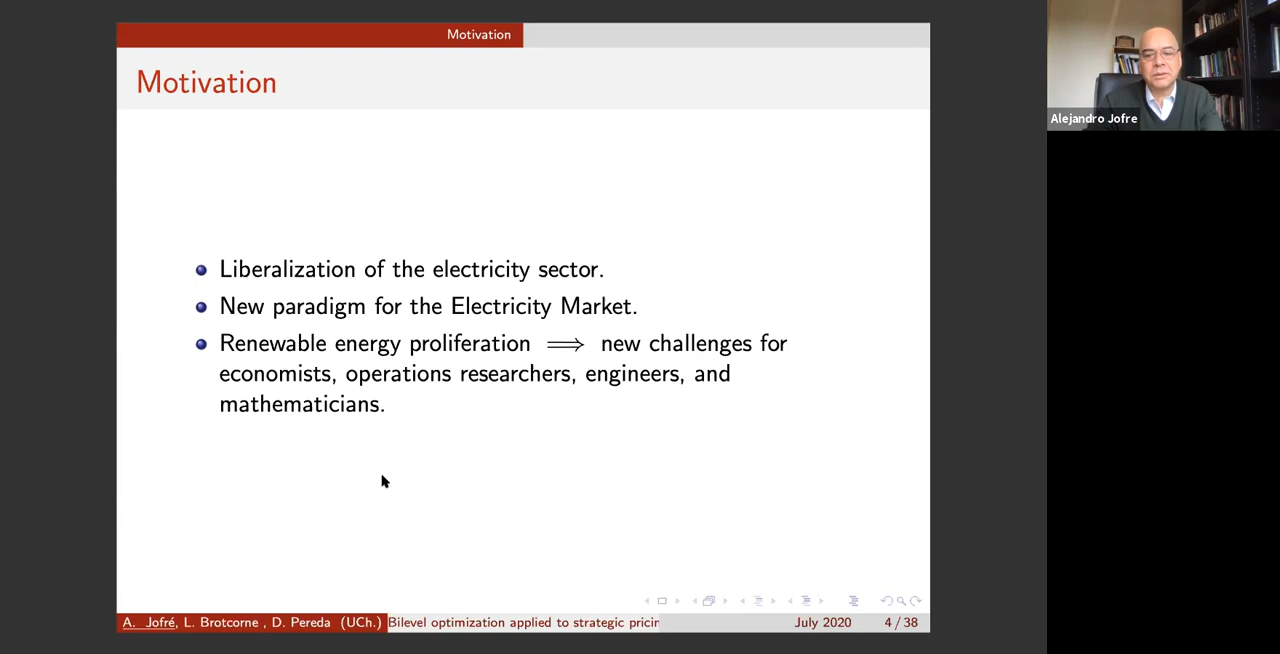 Motivation
Motivation
Liberalization of the electricity sector.
New paradigm for the Electricity Market.
Renewable energy proliferation ⟹ new challenges for
economists, operations researchers, engineers, and
mathematicians.
A. Jofré, L. Brotcorne , D. Pereda (UCh.) Bilevel optimization applied to strategic pricin July 2020 4 / 38
Alejandro Jofre